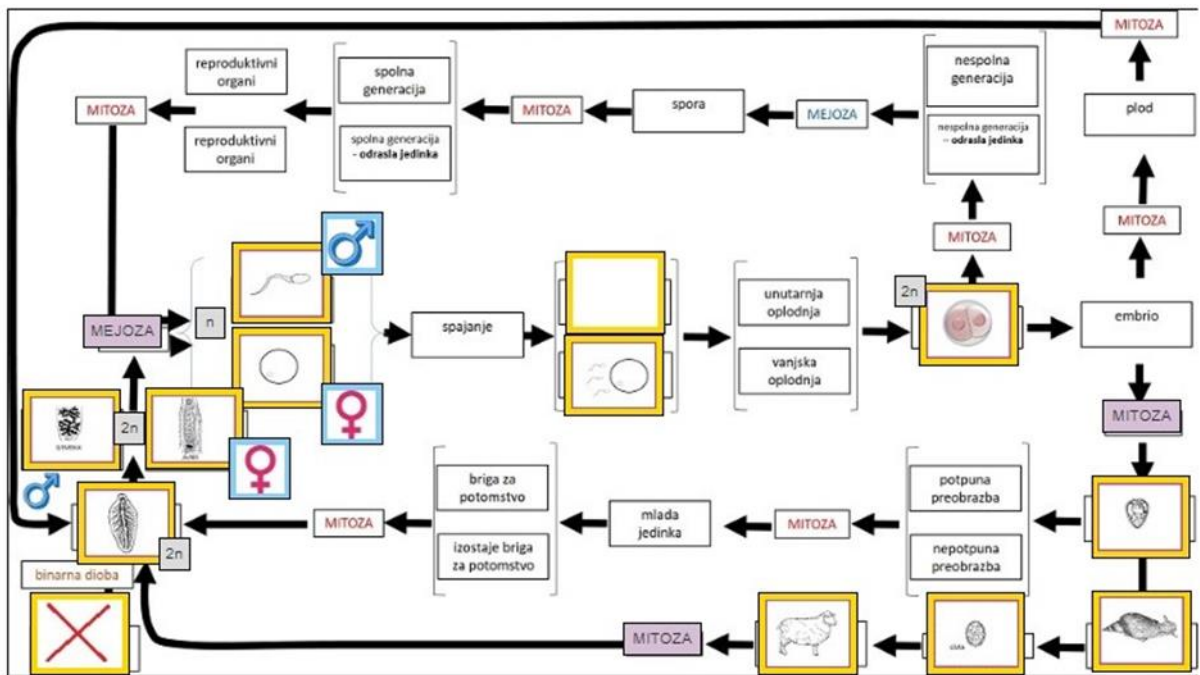 MITOZA
reproduktivni
organi
spolna
generacija
nespolna
generacija
MITOZA
MITOZA
spora
MEJOZA
plod
reproduktivni
organi
spolna generacija
- odrasla jedinka
nespolna generacija
– odrasla jedinka
MITOZA
MITOZA
2n
unutarnja
oplodnja
MEJOZA
n
spajanje
embrio
vanjska
oplodnja
MITOZA
2n
briga za
potomstvo
potpuna
preobrazba
MITOZA
mlada
jedinka
MITOZA
izostaje briga
za potomstvo
nepotpuna
preobrazba
2n
binarna dioba
MITOZA